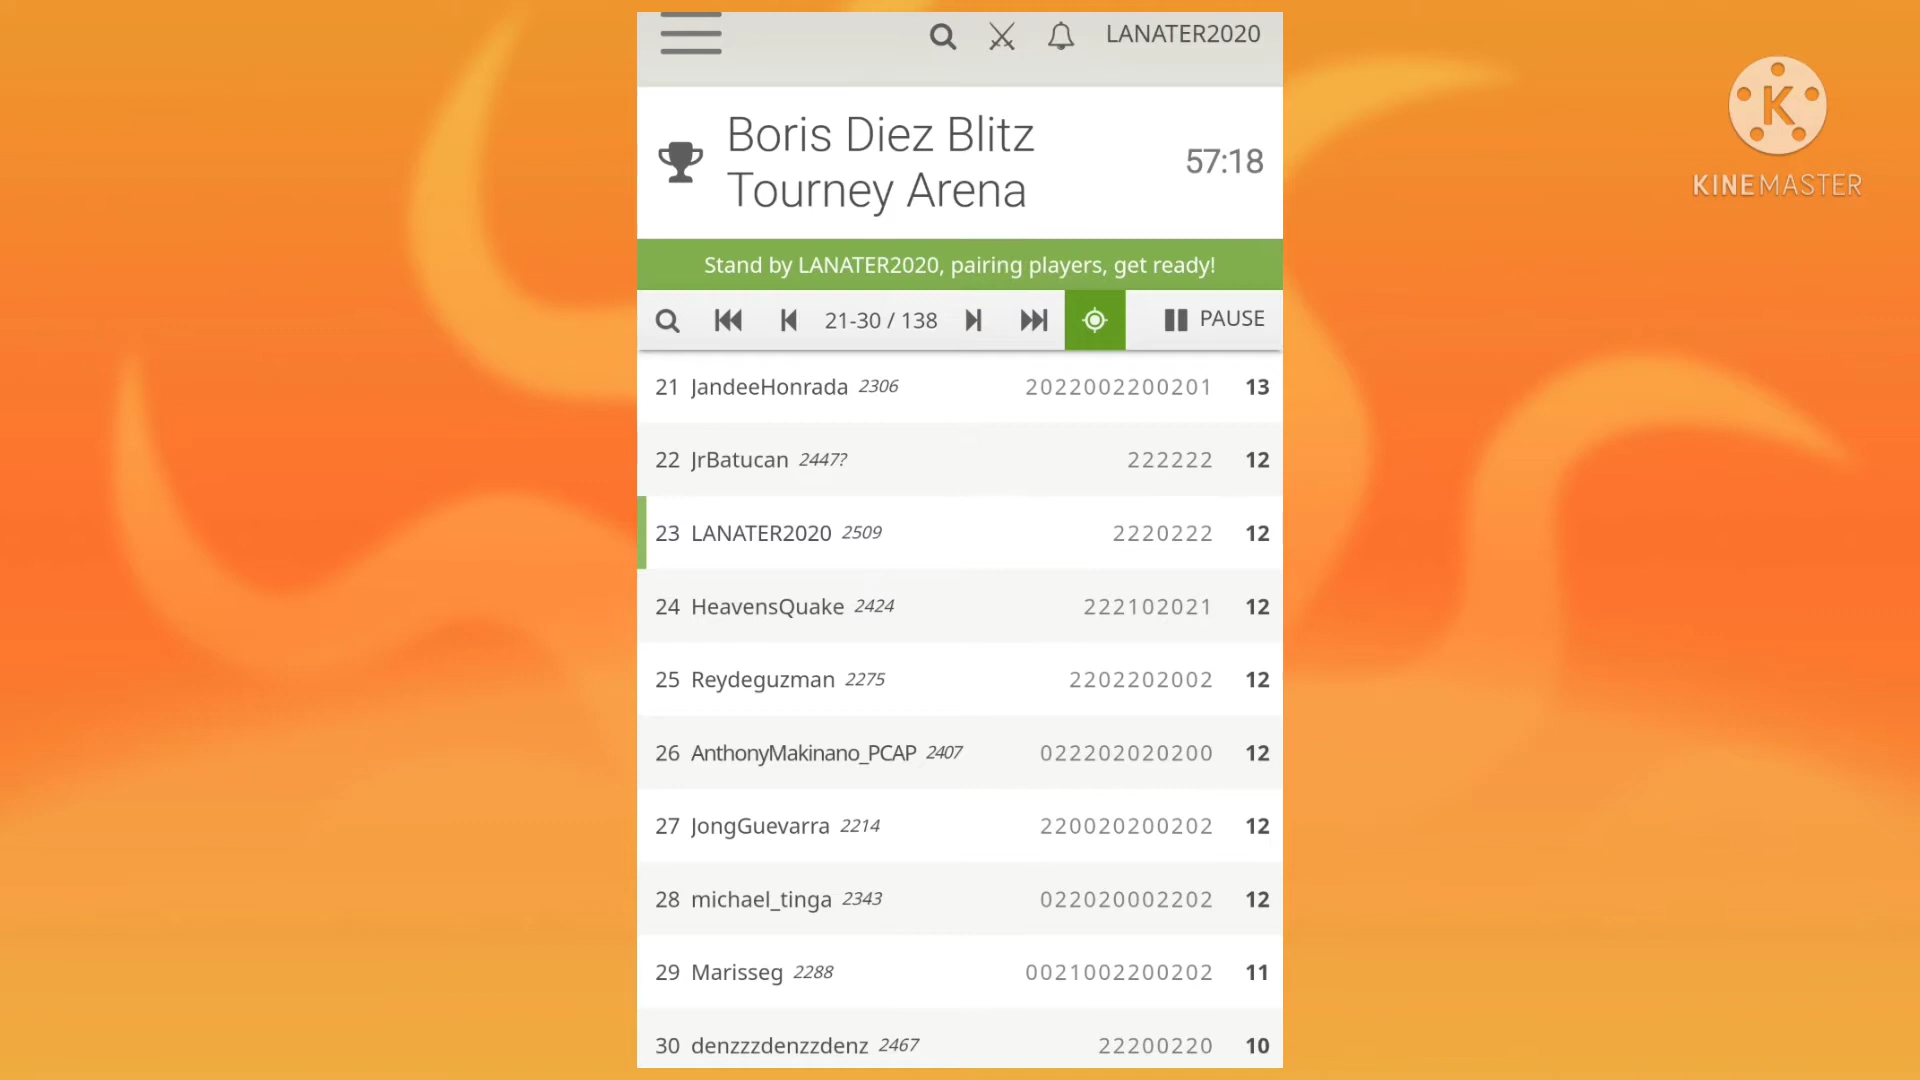 LANATER2020
Boris Diez Blitz
Tourney Arena
57:18
K
KINEMASTER
Stand by LANATER2020, pairing players, get ready!
21-30 / 138
PAUSE
21 JandeeHonrada 2306 2022002200201 13
22 JrBatucan 2447? 222222 12
23 LANATER2020 2509 2220222 12
24 HeavensQuake 2424 222102021 12
25 Reydeguzman 2275 2202202002 12
26 AnthonyMakinano_PCAP 2407 022202020200 12
27 JongGuevarra 2214 220020200202 12
28 michael_tinga 2343 022020002202 12
29 Marisseg 2288 0021002200202 11
30 denzzzdenzzdenz 2467 22200220 10